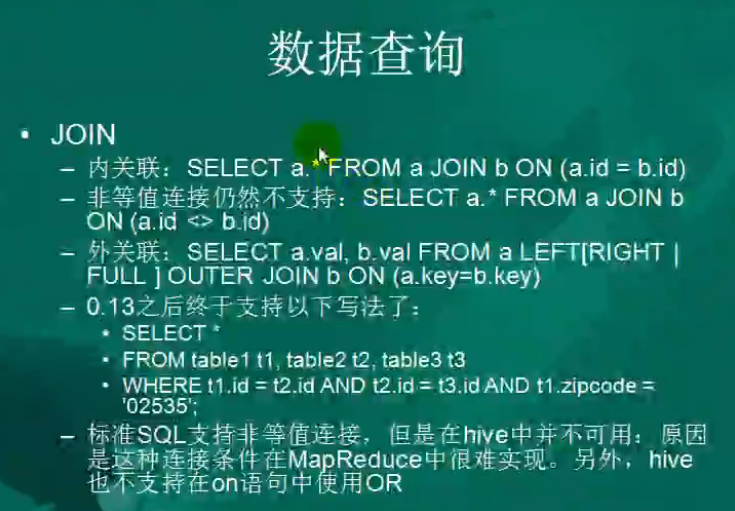 数据查询
• JOIN
– 内关联：SELECT a.* FROM a JOIN b ON (a.id = b.id)
– 非等值连接仍然不支持：SELECT a.* FROM a JOIN b
ON (a.id <> b.id)
– 外关联：SELECT a.val, b.val FROM a LEFT[RIGHT |
FULL ] OUTER JOIN b ON (a.key=b.key)
– 0.13之后终于支持以下写法了：
• SELECT *
• FROM table1 t1, table2 t2, table3 t3
• WHERE t1.id = t2.id AND t2.id = t3.id AND t1.zipcode =
'02535';
– 标准SQL支持非等值连接，但是在hive中并不可用；原因
是这种连接条件在MapReduce中很难实现。另外，hive
也不支持在on语句中使用OR